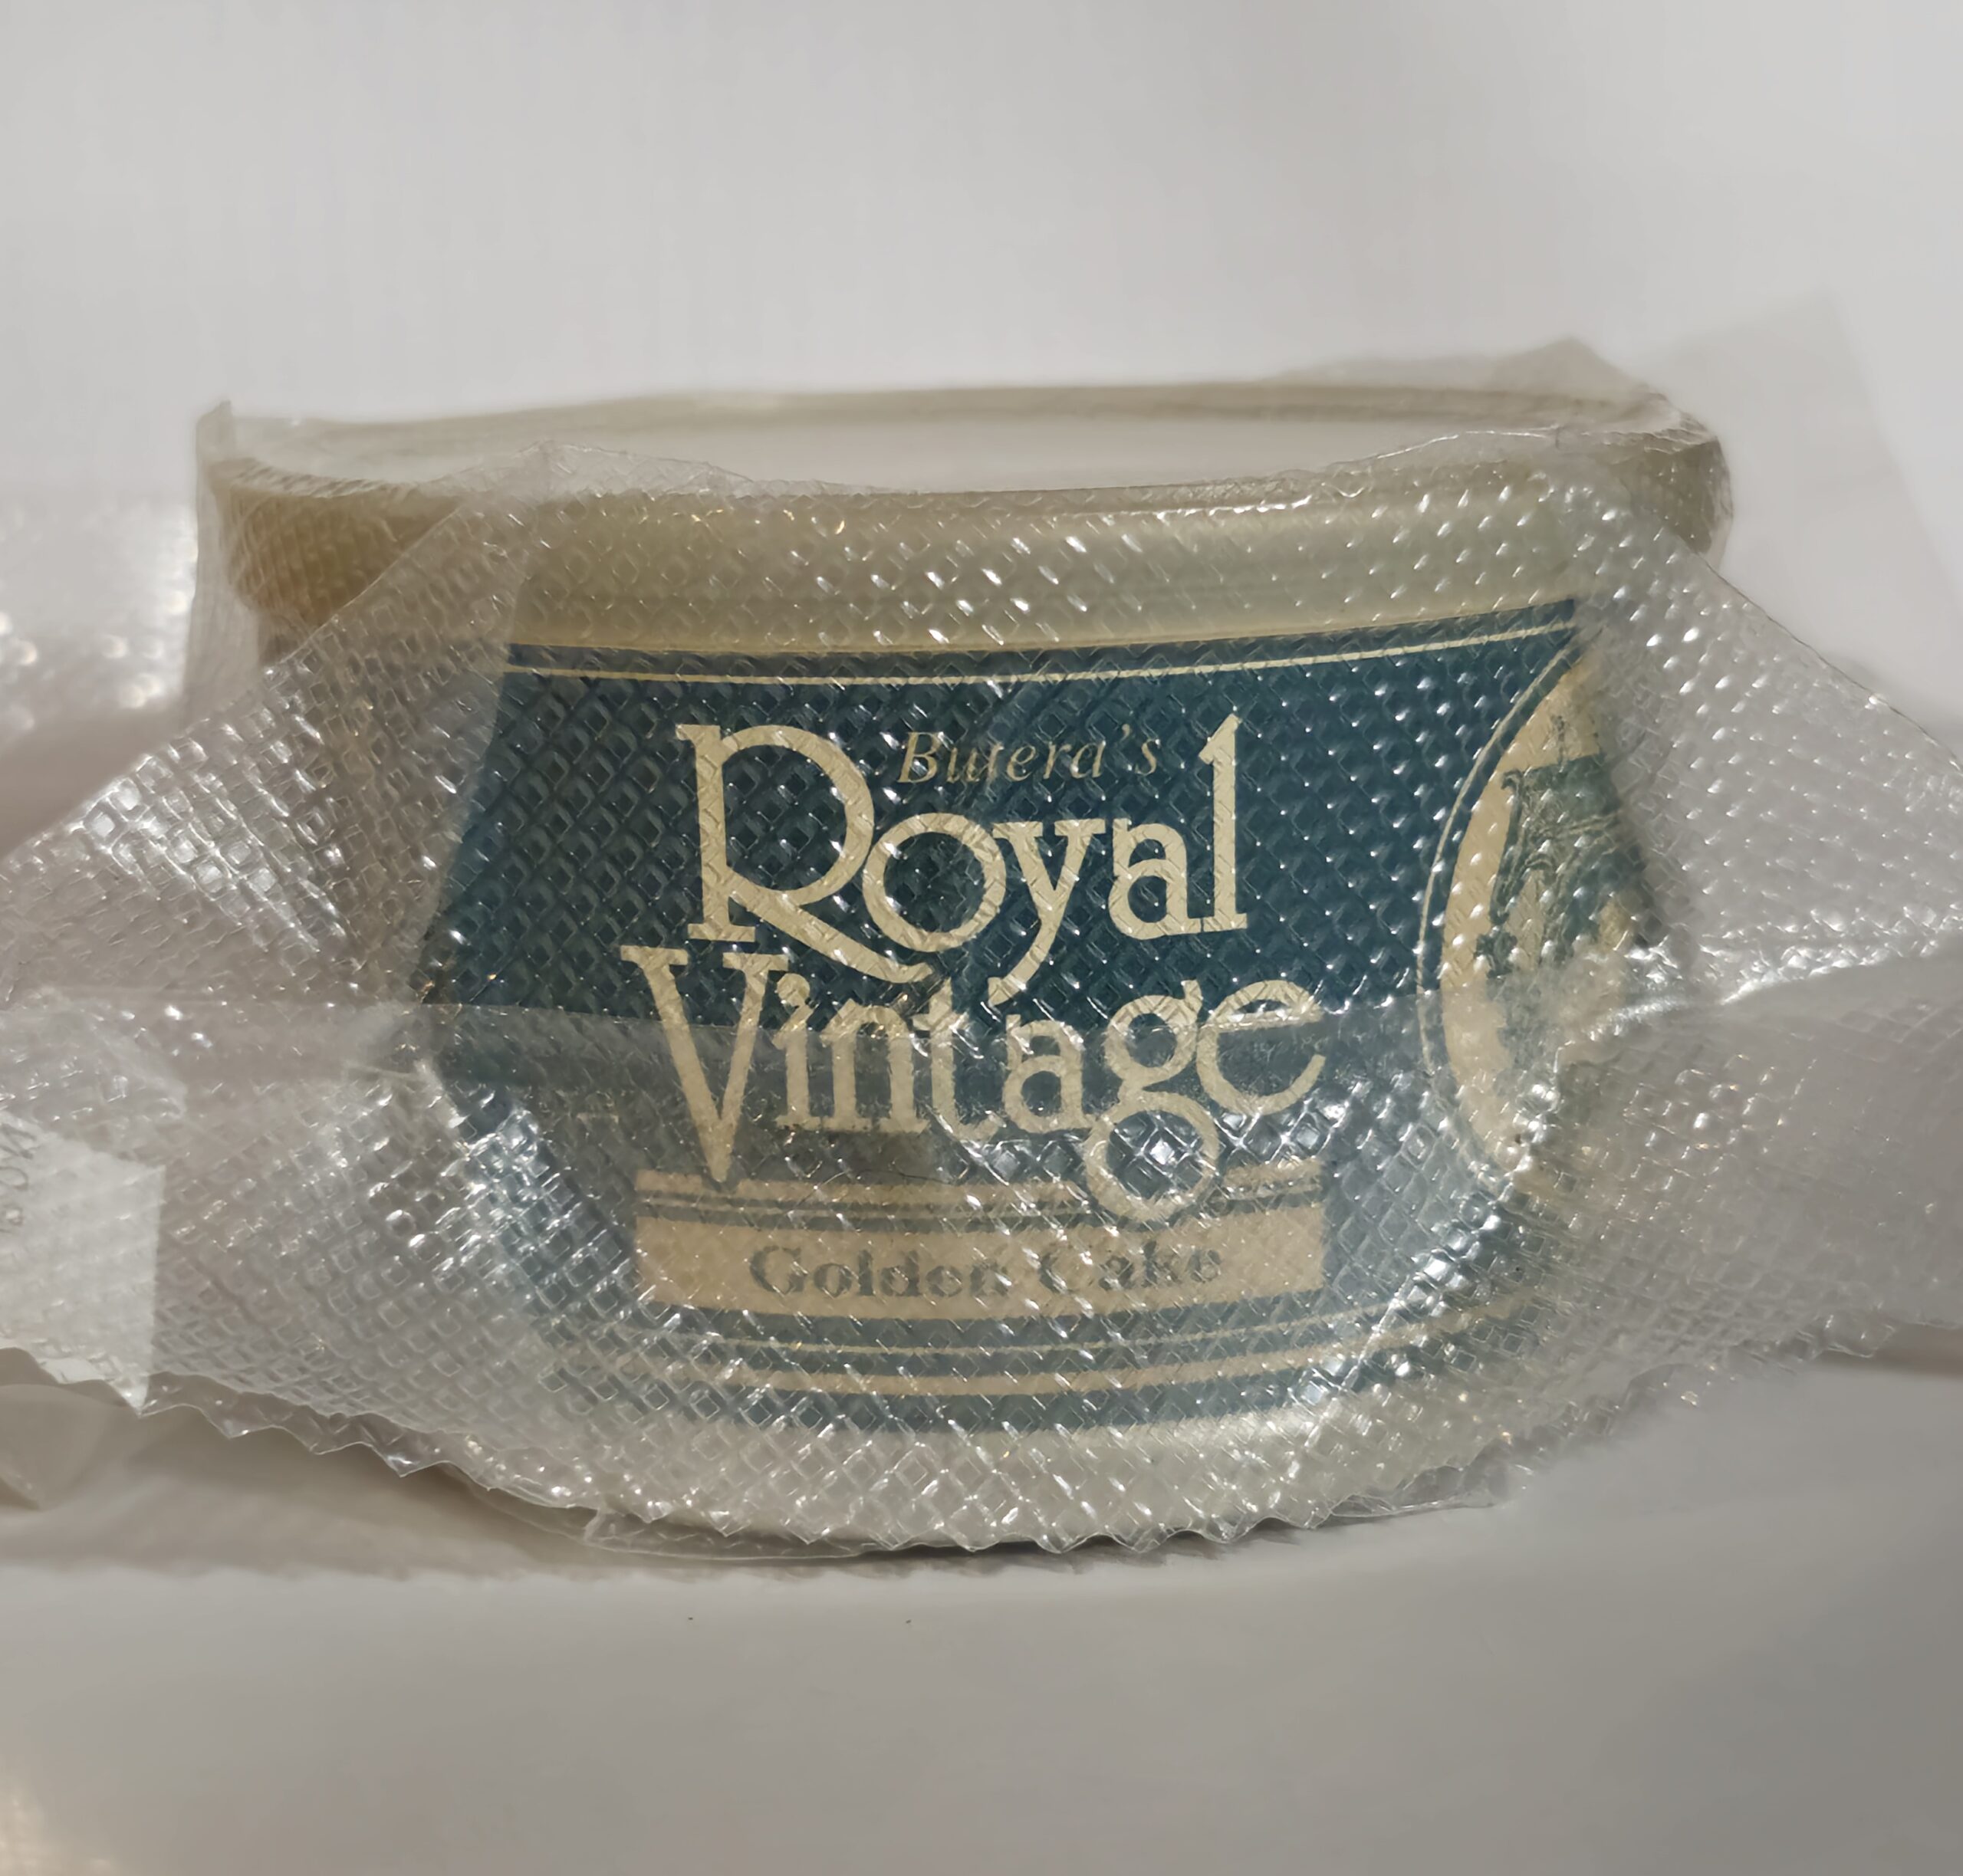 Butera's
Royal
Vintage
Golden Cake